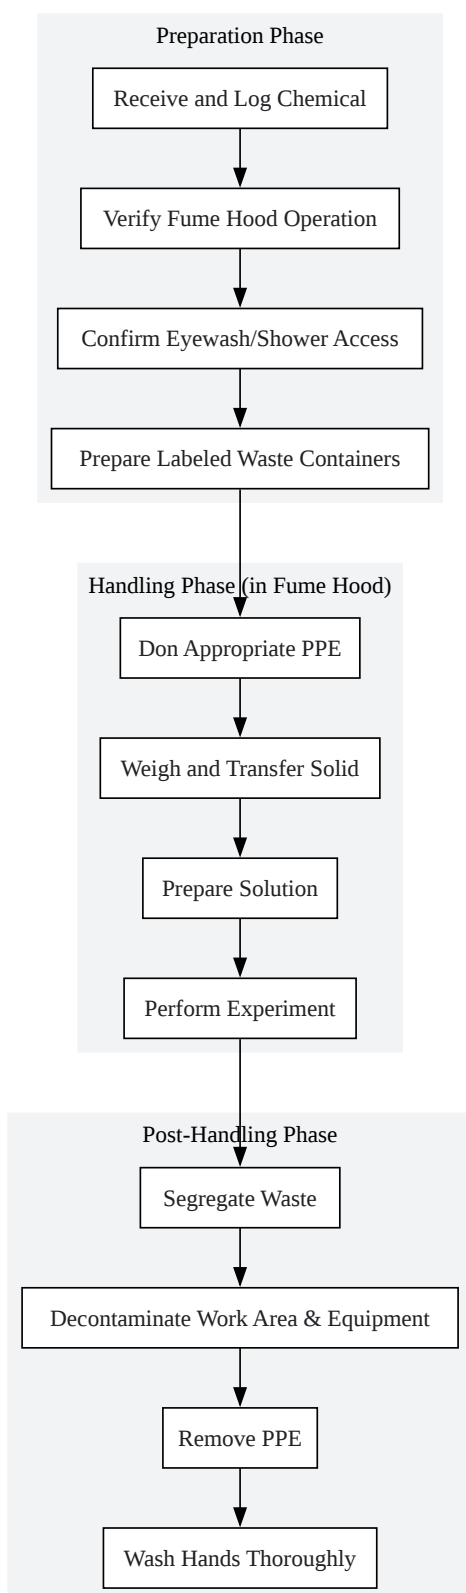 Preparation Phase
Receive and Log Chemical
Verify Fume Hood Operation
Confirm Eyewash/Shower Access
Prepare Labeled Waste Containers
Handling Phase (in Fume Hood)
Don Appropriate PPE
Weigh and Transfer Solid
Prepare Solution
Perform Experiment
Post-Handling Phase
Segregate Waste
Decontaminate Work Area & Equipment
Remove PPE
Wash Hands Thoroughly